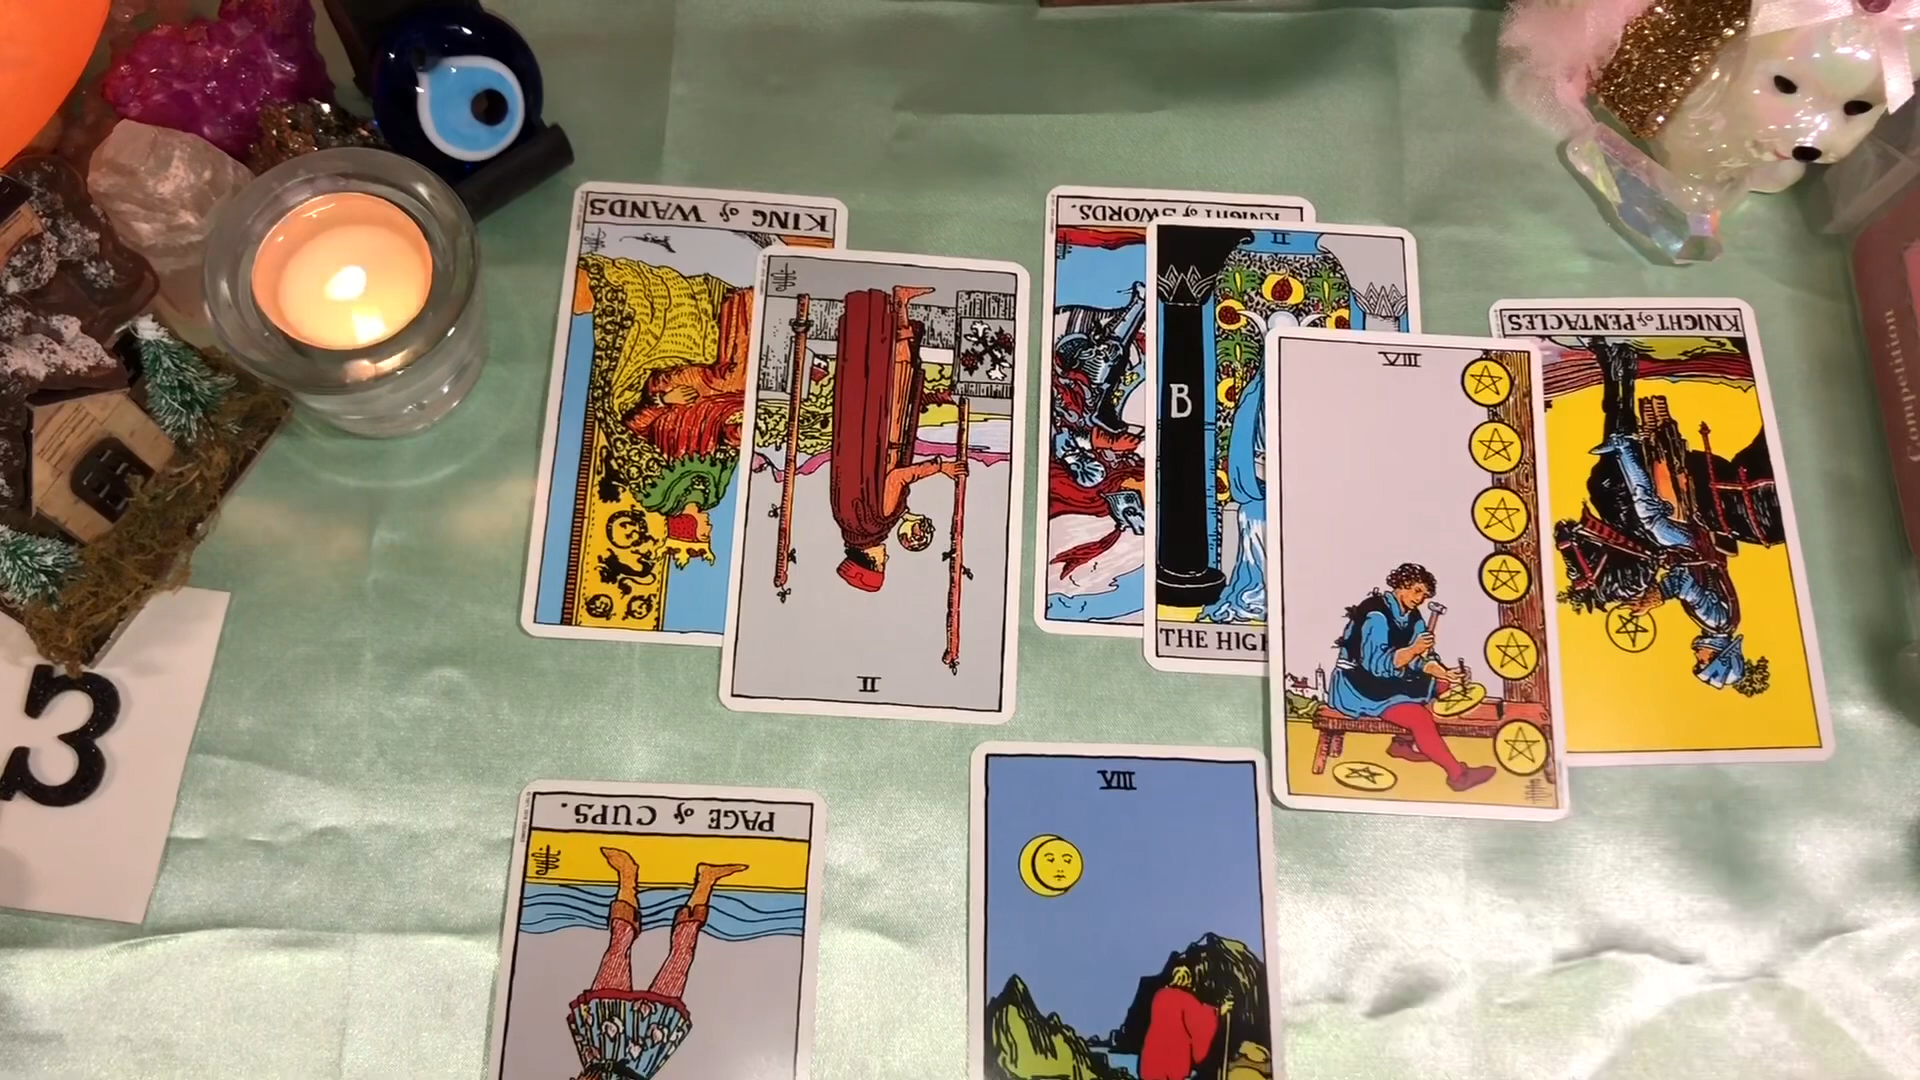 KING of WANDS
II
KNIGHT of SWORDS.
II
B
THE HIGH
VIII
KNIGHT of PENTACLES
Competition
3
PAGE of CUPS.
VIII